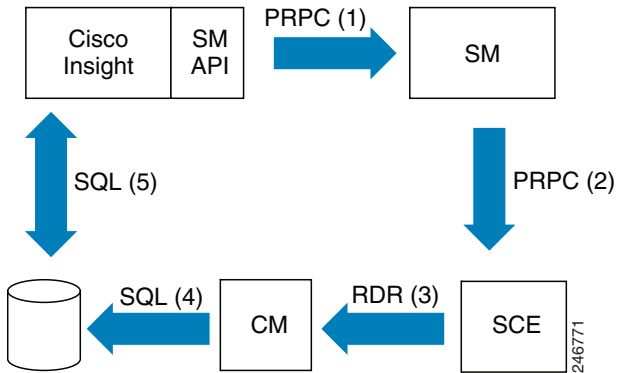 PRPC (1)
Cisco
Insight
SM
API
SM
SQL (5)
PRPC (2)
SQL (4)
RDR (3)
CM
SCE
246771